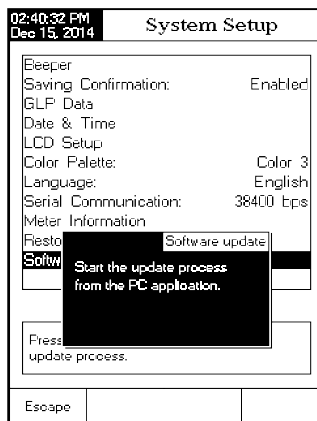 02:40:32 PM
Dec 15, 2014
System Setup
Beeper
Saving Confirmation: Enabled
GLP Data
Date & Time
LCD Setup
Color Palette: Color 3
Language: English
Serial Communication: 38400 bps
Meter Information
Resto
Softw
Software update
Start the update process
from the PC application.
Press
update process.
Escape